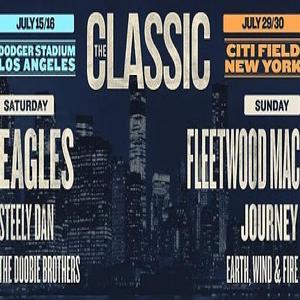 JULY 15/16
DODGER STADIUM
LOS ANGELES
THE
CLASSIC
JULY 29/30
CITI FIELD
NEW YORK
SATURDAY
EAGLES
STEELY DAN
THE DOOBIE BROTHERS
SUNDAY
FLEETWOOD MAC
JOURNEY
EARTH, WIND & FIRE